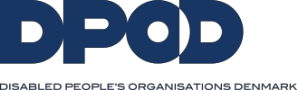 DPOD
DISABLED PEOPLE'S ORGANISATIONS DENMARK